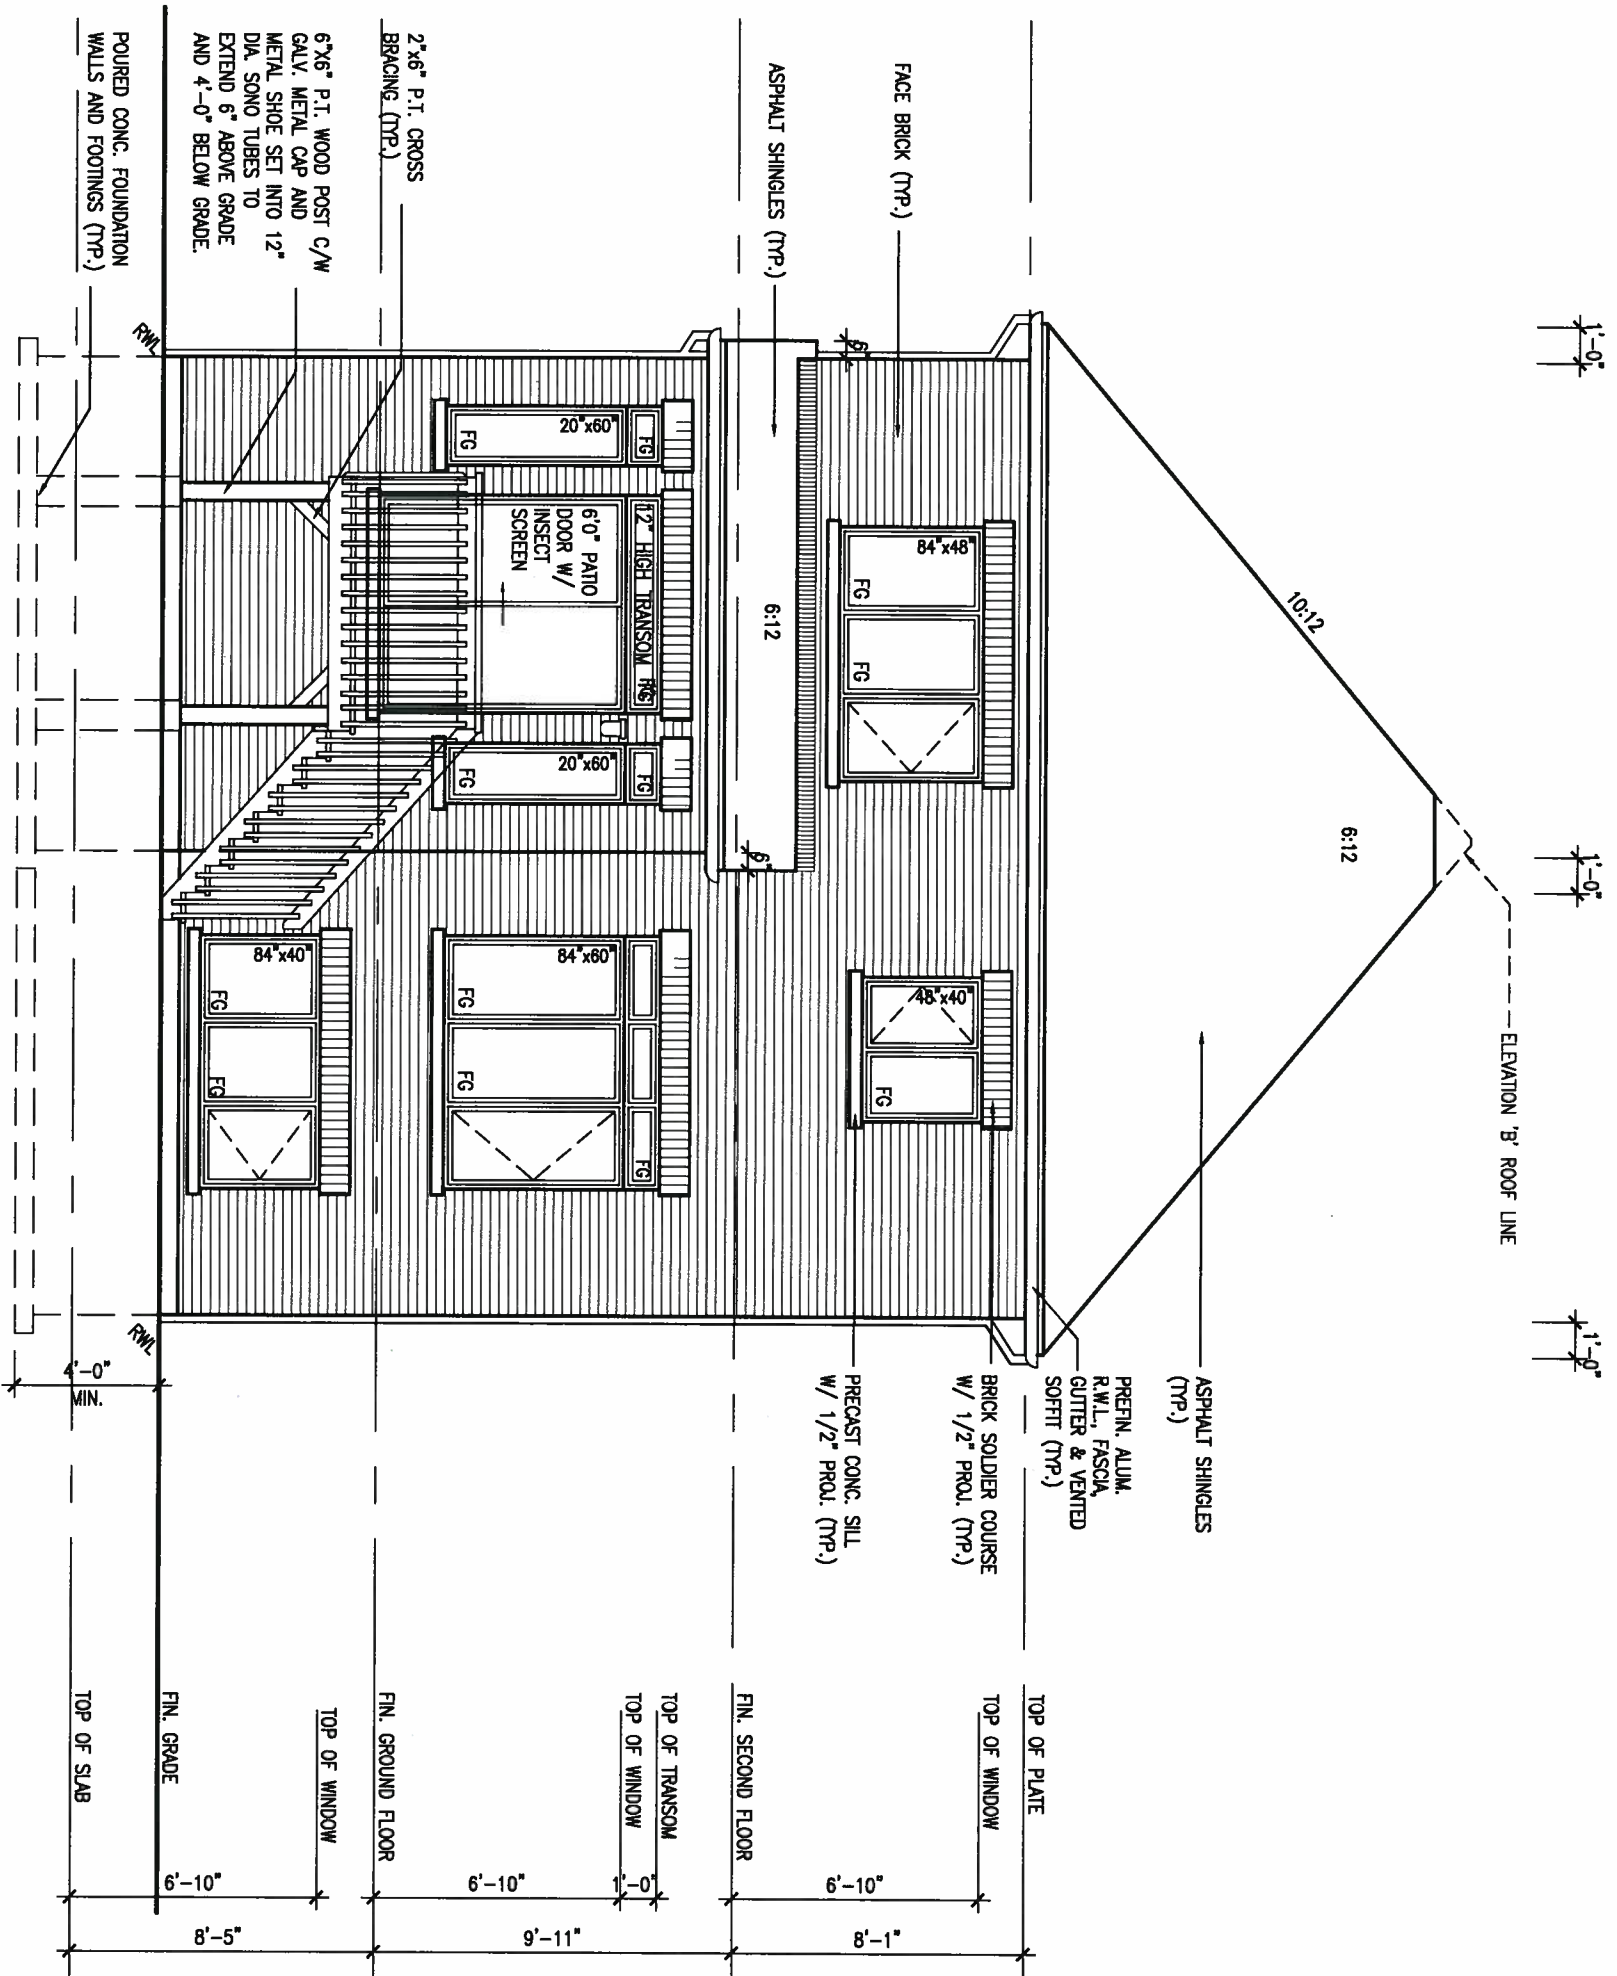 1'-0"
1'-0"
1'-0"
ELEVATION 'B' ROOF LINE
10:12
6:12
ASPHALT SHINGLES
(TYP.)
PREFIN. ALUM.
R.W.L., FASCIA,
GUTTER & VENTED
SOFFIT (TYP.)
BRICK SOLDIER COURSE
W/ 1/2" PROJ. (TYP.)
PRECAST CONC. SILL
W/ 1/2" PROJ. (TYP.)
FACE BRICK (TYP.)
ASPHALT SHINGLES (TYP.)
2"x6" P.T. CROSS
BRACING (TYP.)
6"X6" P.T. WOOD POST C/W
GALV. METAL CAP AND
METAL SHOE SET INTO 12"
DIA. SONO TUBES TO
EXTEND 6" ABOVE GRADE
AND 4'-0" BELOW GRADE.
POURED CONC. FOUNDATION
WALLS AND FOOTINGS (TYP.)
6"
84"x48"
FG
FG
48"x40"
FG
6:12
6"
FG
20"x60"
FG
12" HIGH TRANSOM FG
6'0" PATIO
DOOR W/
INSECT
SCREEN
FG
20"x60"
FG
84"x60"
FG
FG
84"x40"
FG
FG
RWL
RWL
4'-0"
MIN.
TOP OF PLATE
TOP OF WINDOW
FIN. SECOND FLOOR
TOP OF TRANSOM
TOP OF WINDOW
FIN. GROUND FLOOR
TOP OF WINDOW
FIN. GRADE
TOP OF SLAB
6'-10"
1'-0"
6'-10"
6'-10"
8'-1"
9'-11"
8'-5"